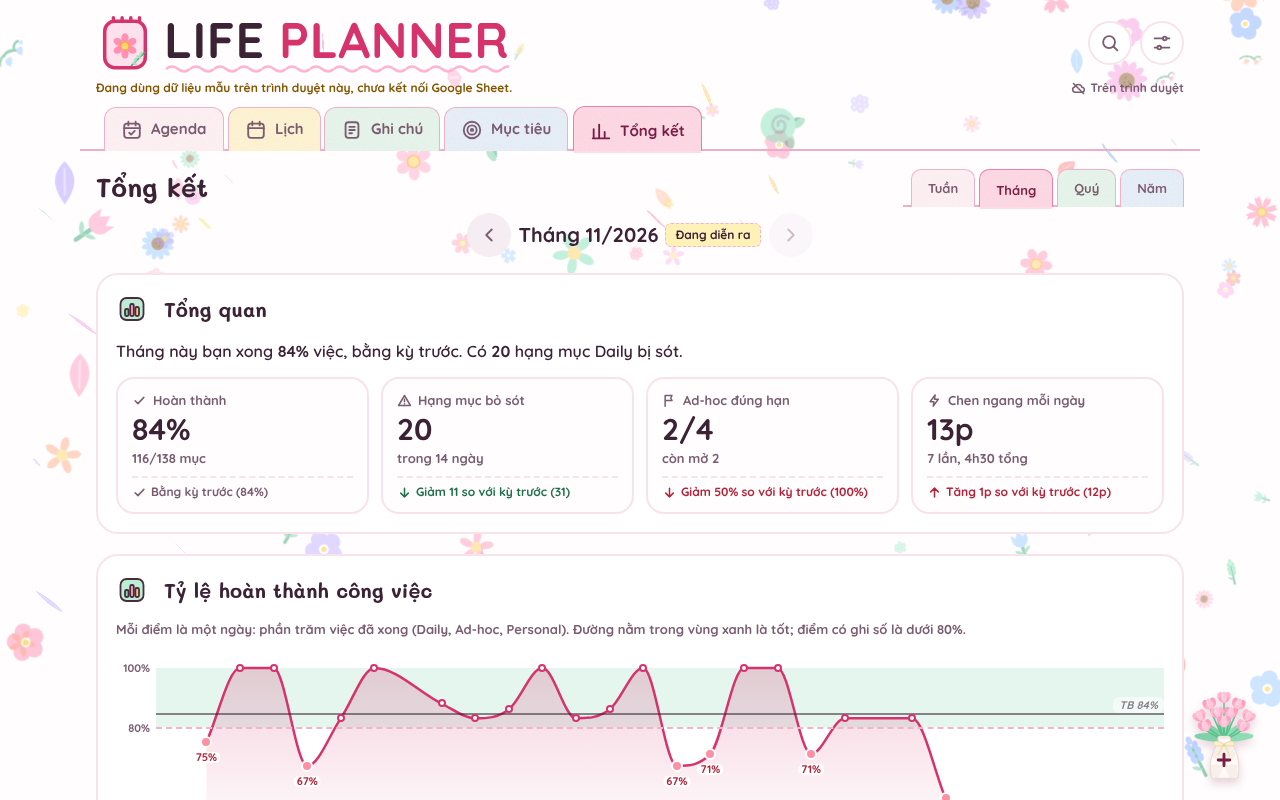 LIFE PLANNER
Đang dùng dữ liệu mẫu trên trình duyệt này, chưa kết nối Google Sheet.
Trên trình duyệt
Agenda
Lịch
Ghi chú
Mục tiêu
Tổng kết
Tổng kết
Tuần
Tháng
Quý
Năm
Tháng 11/2026
Đang diễn ra
Tổng quan
Tháng này bạn xong 84% việc, bằng kỳ trước. Có 20 hạng mục Daily bị sót.
Hoàn thành
84%
116/138 mục
Bằng kỳ trước (84%)
Hạng mục bỏ sót
20
trong 14 ngày
Giảm 11 so với kỳ trước (31)
Ad-hoc đúng hạn
2/4
còn mở 2
Giảm 50% so với kỳ trước (100%)
Chen ngang mỗi ngày
13p
7 lần, 4h30 tổng
Tăng 1p so với kỳ trước (12p)
Tỷ lệ hoàn thành công việc
Mỗi điểm là một ngày: phần trăm việc đã xong (Daily, Ad-hoc, Personal). Đường nằm trong vùng xanh là tốt; điểm có ghi số là dưới 80%.
100%
TB 84%
80%
75%
67%
67%
71%
71%